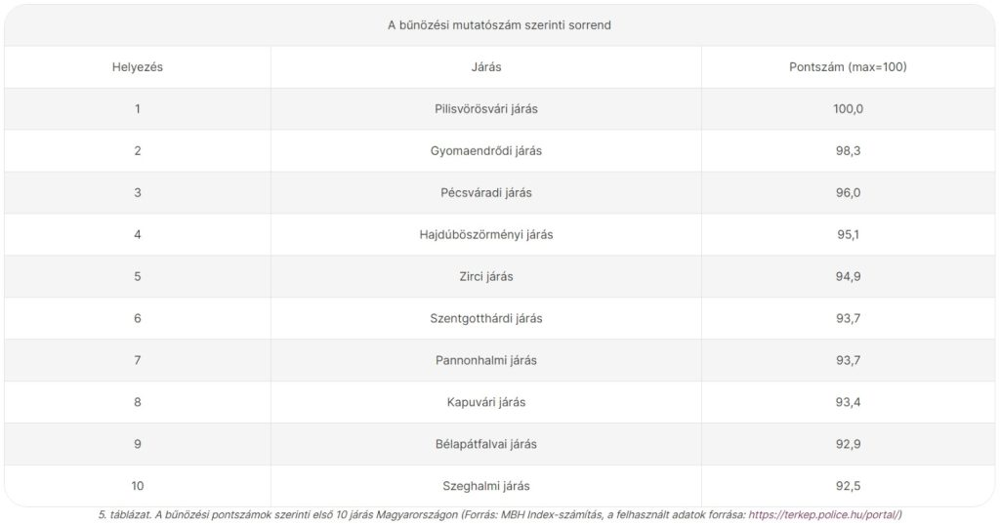 A bűnözési mutatószám szerinti sorrend
Helyezés Járás Pontszám (max=100)
1 Pilisvörösvári járás 100,0
2 Gyomaendrődi járás 98,3
3 Pécsváradi járás 96,0
4 Hajdúböszörményi járás 95,1
5 Zirci járás 94,9
6 Szentgotthárdi járás 93,7
7 Pannonhalmi járás 93,7
8 Kapuvári járás 93,4
9 Bélapátfalvai járás 92,9
10 Szeghalmi járás 92,5
5. táblázat. A bűnözési pontszámok szerinti első 10 járás Magyarországon (Forrás: MBH Index-számítás, a felhasznált adatok forrása: https://terkep.police.hu/portal/)